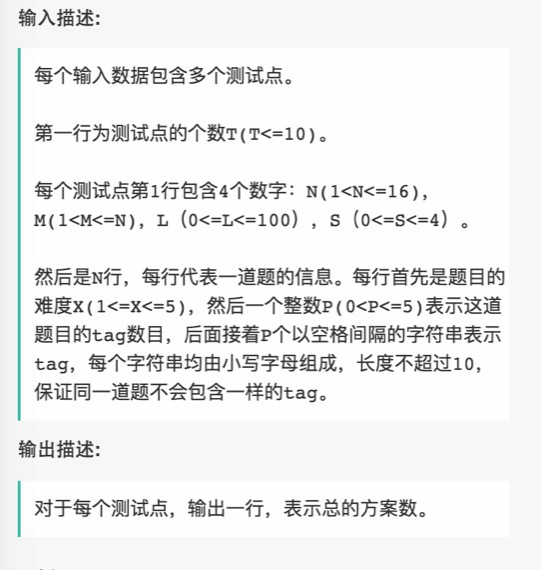 输入描述:
每个输入数据包含多个测试点。
第一行为测试点的个数T(T<=10)。
每个测试点第1行包含4个数字：N(1<N<=16)，
M(1<M<=N)，L（0<=L<=100），S（0<=S<=4）。
然后是N行，每行代表一道题的信息。每行首先是题目的
难度X(1<=X<=5)，然后一个整数P(0<P<=5)表示这道
题目的tag数目，后面接着P个以空格间隔的字符串表示
tag，每个字符串均由小写字母组成，长度不超过10，
保证同一道题不会包含一样的tag。
输出描述:
对于每个测试点，输出一行，表示总的方案数。